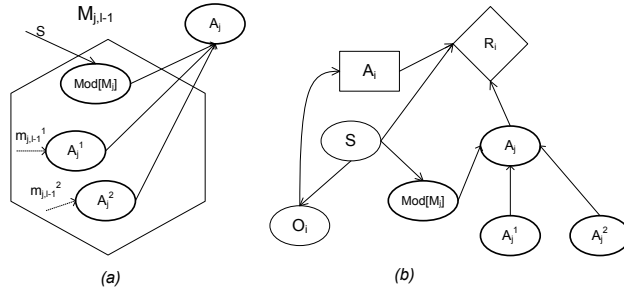 M_{j,l-1}
A_j
S
Mod[M_j]
m_{j,l-1}^1
A_j^1
m_{j,l-1}^2
A_j^2
(a)
R_i
A_i
S
A_j
Mod[M_j]
O_i
A_j^1
A_j^2
(b)